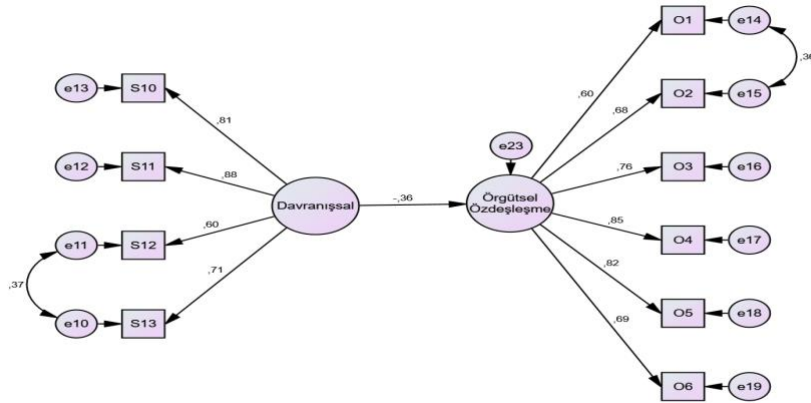 e13
S10
,81
e12
S11
,88
e11
S12
,60
,37
e10
S13
,71
Davranışsal
-,36
e23
Örgütsel
Özdeşleşme
O1
e14
,60
,36
O2
e15
,68
O3
e16
,76
O4
e17
,85
O5
e18
,82
O6
e19
,69